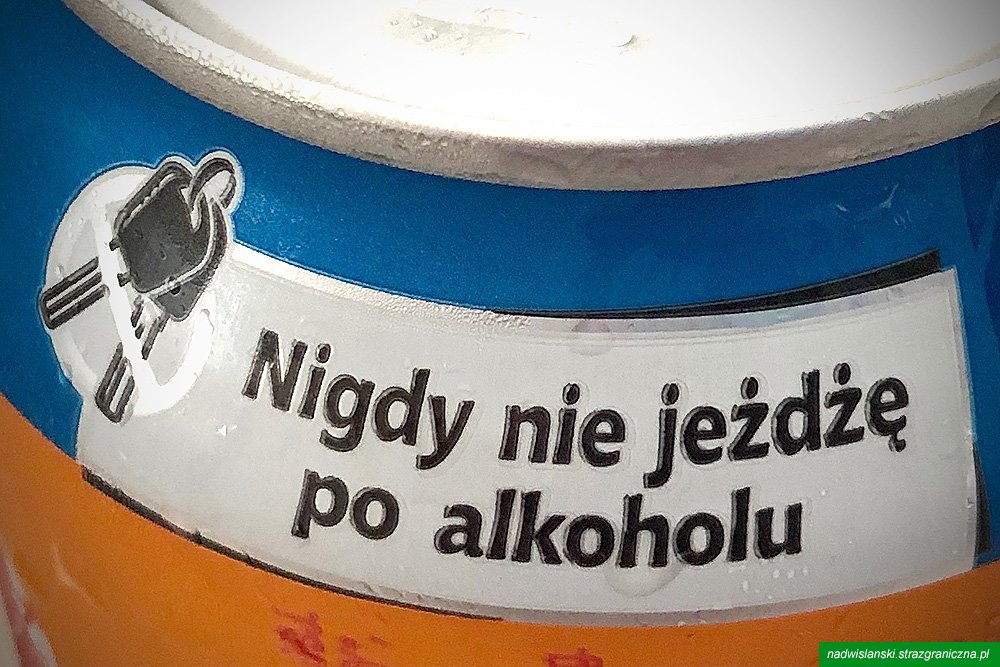 Nigdy nie jeżdżę
po alkoholu
nadwislanski.strazgraniczna.pl